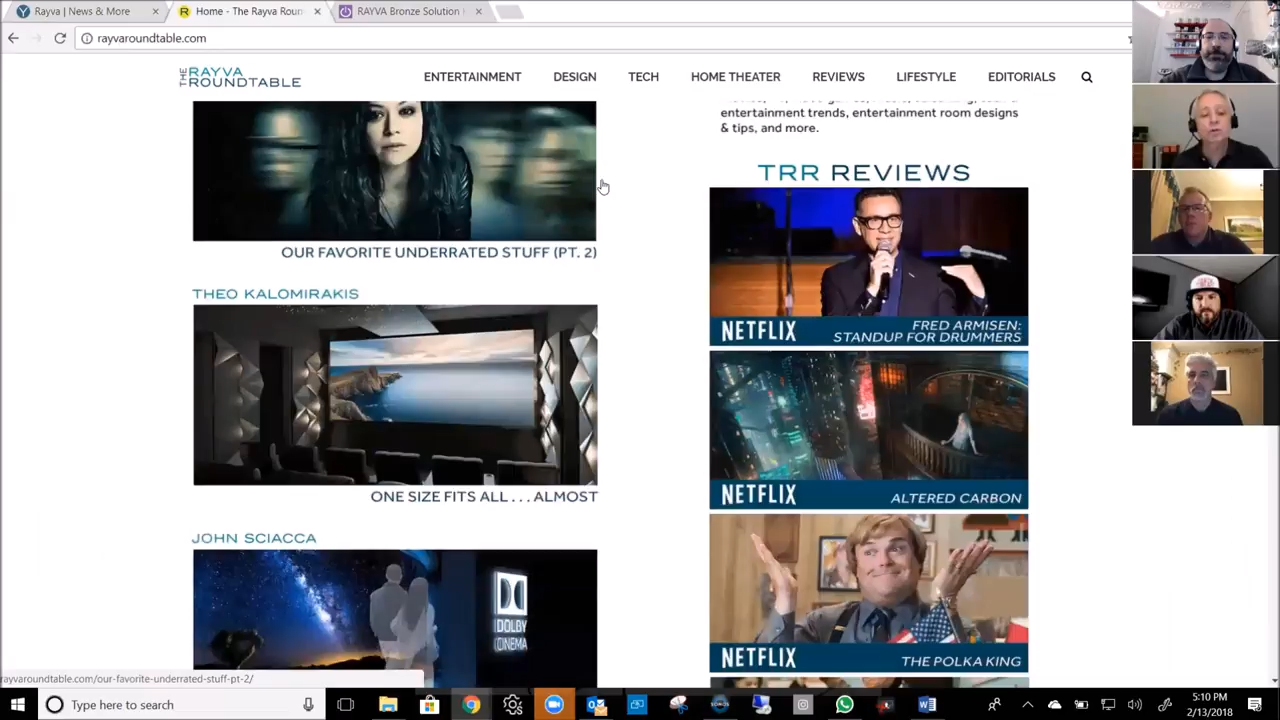 Rayva | News & More
Home - The Rayva Roun
RAYVA Bronze Solution
rayvaroundtable.com
THE RAYVA
ROUNDTABLE
ENTERTAINMENT
DESIGN
TECH
HOME THEATER
REVIEWS
LIFESTYLE
EDITORIALS
OUR FAVORITE UNDERRATED STUFF (PT. 2)
THEO KALOMIRAKIS
ONE SIZE FITS ALL . . . ALMOST
JOHN SCIACCA
DOLBY
CINEMA
entertainment trends, entertainment room designs
& tips, and more.
TRR REVIEWS
NETFLIX
FRED ARMISEN:
STANDUP FOR DRUMMERS
NETFLIX
ALTERED CARBON
NETFLIX
THE POLKA KING
rayvaroundtable.com/our-favorite-underrated-stuff-pt-2/
Type here to search
SONOS
5:10 PM
2/13/2018